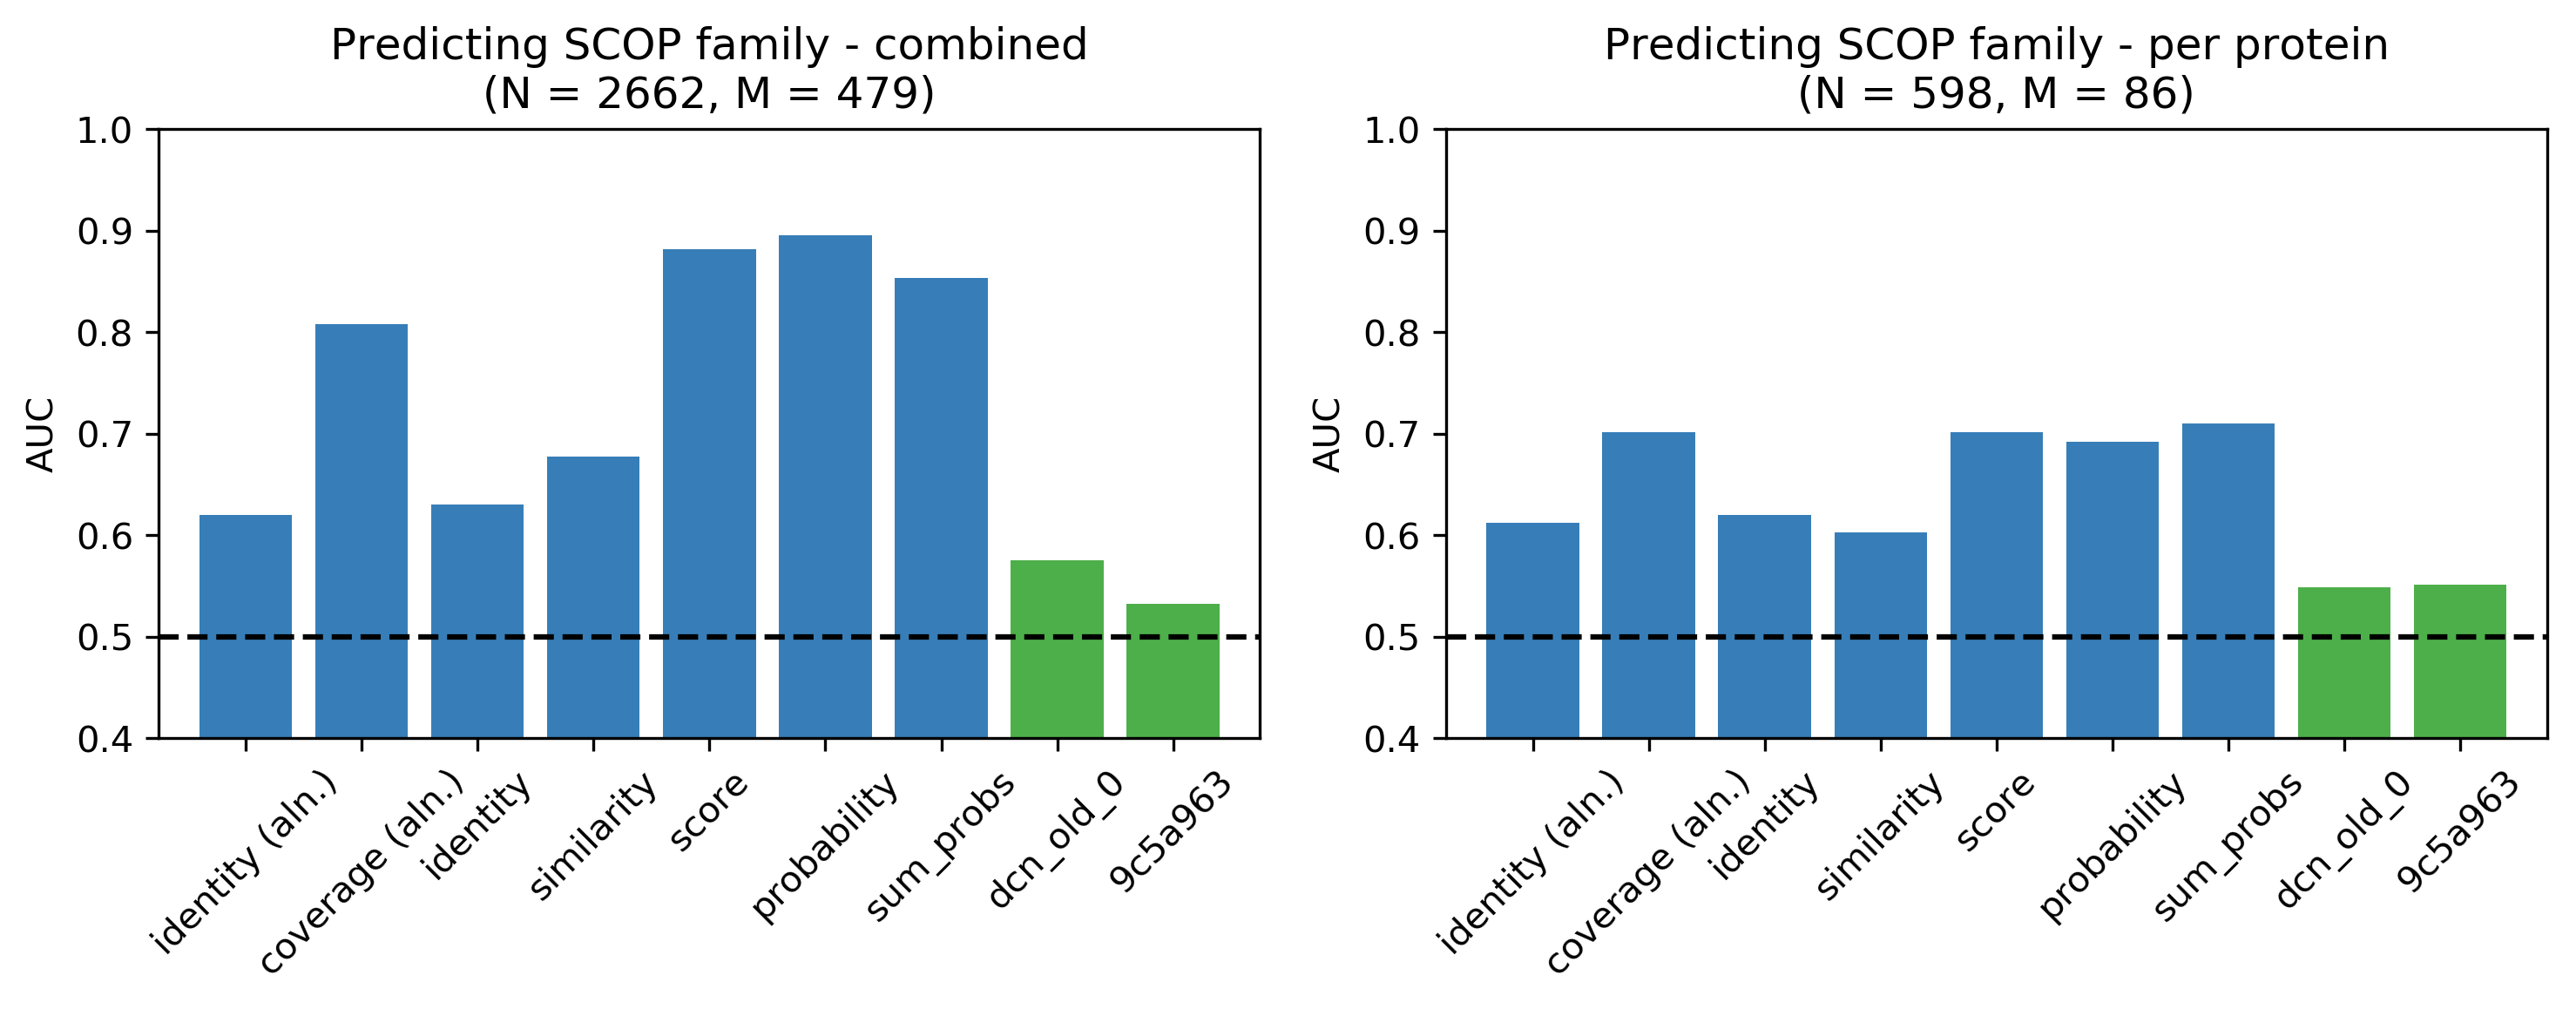 Predicting SCOP family - combined
(N = 2662, M = 479)
1.0
0.9
0.8
0.7
0.6
0.5
0.4
AUC
identity (aln.)
coverage (aln.)
identity
similarity
score
probability
sum_probs
dcn_old_0
9c5a963
Predicting SCOP family - per protein
(N = 598, M = 86)
1.0
0.9
0.8
0.7
0.6
0.5
0.4
AUC
identity (aln.)
coverage (aln.)
identity
similarity
score
probability
sum_probs
dcn_old_0
9c5a963